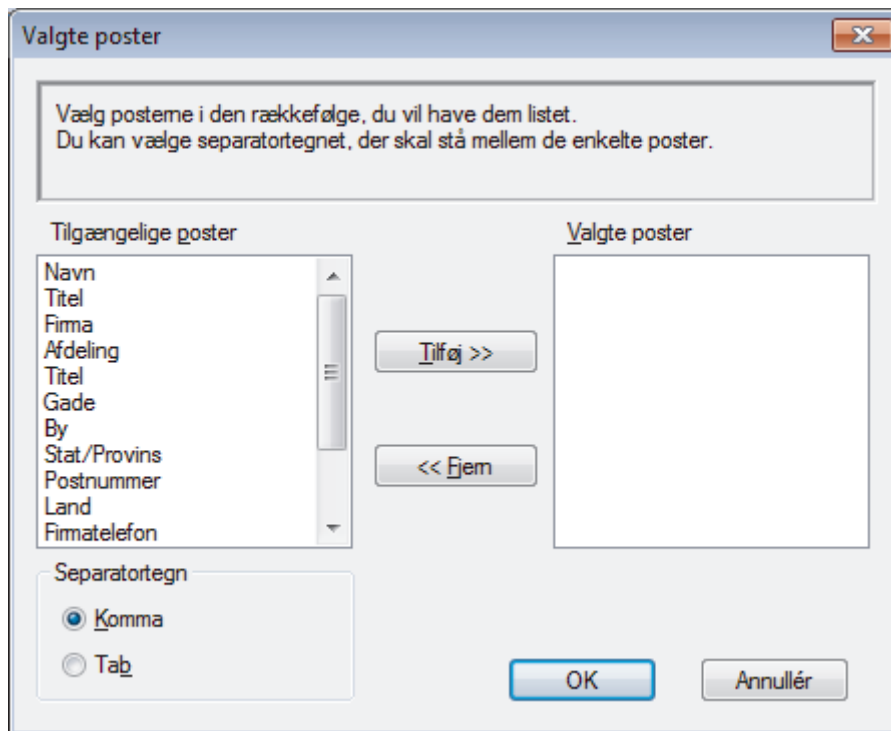 Valgte poster
Vælg posterne i den rækkefølge, du vil have dem listet.
Du kan vælge separatortegnet, der skal stå mellem de enkelte poster.
Tilgængelige poster
Valgte poster
Navn
Titel
Firma
Afdeling
Titel
Gade
By
Stat/Provins
Postnummer
Land
Firmatelefon
Tilføj >>
<< Fjern
Separatortegn
Komma
Tab
OK
Annullér